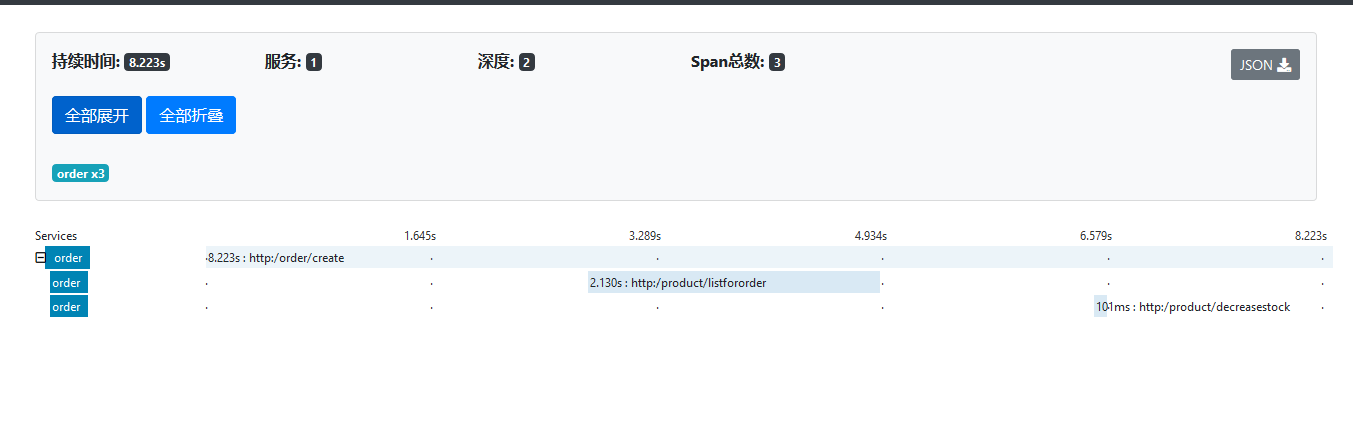 持续时间: 8.223s 服务: 1 深度: 2 Span总数: 3 JSON
全部展开 全部折叠
order x3
Services 1.645s 3.289s 4.934s 6.579s 8.223s
order 8.223s : http:/order/create
order 2.130s : http:/product/listfororder
order 101ms : http:/product/decreasestock